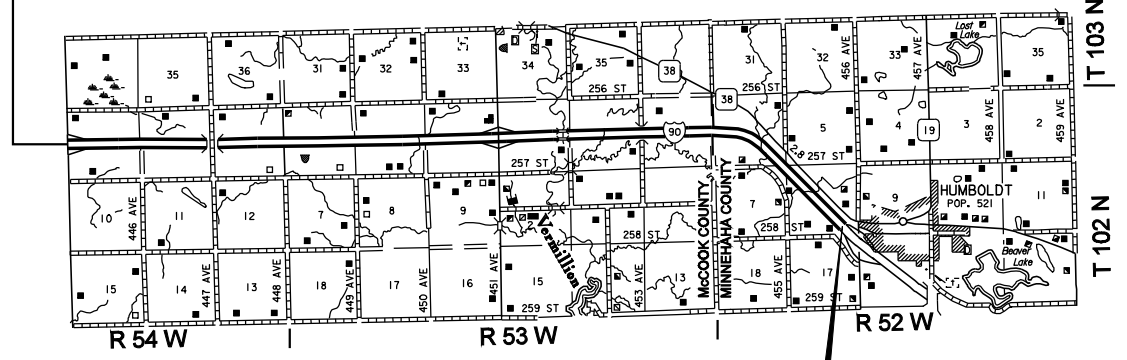 T 103 N
Lost
Lake
35 36 31 32 33 34 35 31 32 33 35
456 AVE
457 AVE
38
256 ST
256 ST
38
458 AVE
459 AVE
90
5 4 19 3 2
2.8
257 ST
257 ST
McCOOK COUNTY
MINNEHAHA COUNTY
HUMBOLDT
POP. 521
10 11 12 7 8 9 7 9 11
446 AVE
Vermillion
258 ST
258 ST
T 102 N
Beaver
Lake
15 14 13 18 17 16 15 13 18 17
447 AVE
448 AVE
449 AVE
450 AVE
451 AVE
453 AVE
455 AVE
259 ST
259 ST
R 54 W
R 53 W
R 52 W